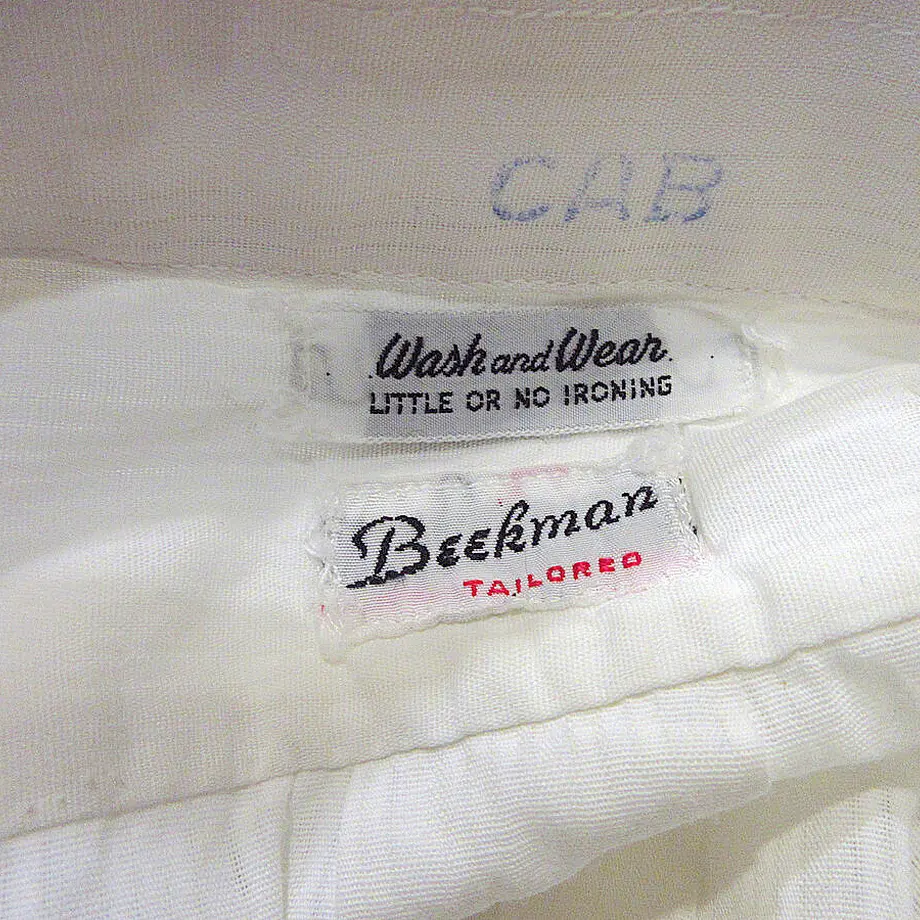 CAB
Wash and Wear
LITTLE OR NO IRONING
Beekman
TAILORED